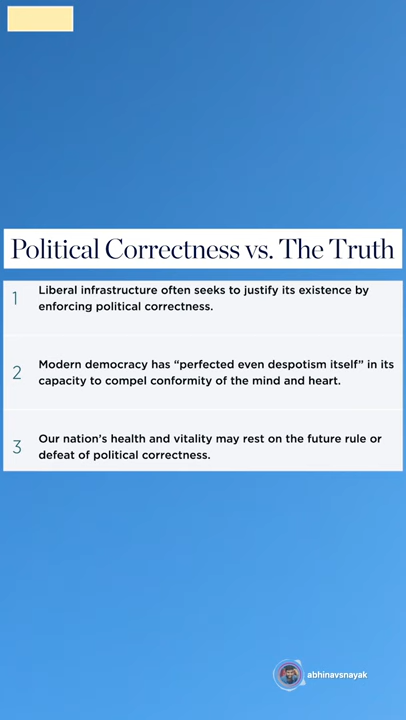 Political Correctness vs. The Truth
1
Liberal infrastructure often seeks to justify its existence by
enforcing political correctness.
2
Modern democracy has “perfected even despotism itself” in its
capacity to compel conformity of the mind and heart.
3
Our nation’s health and vitality may rest on the future rule or
defeat of political correctness.
abhinavsnayak